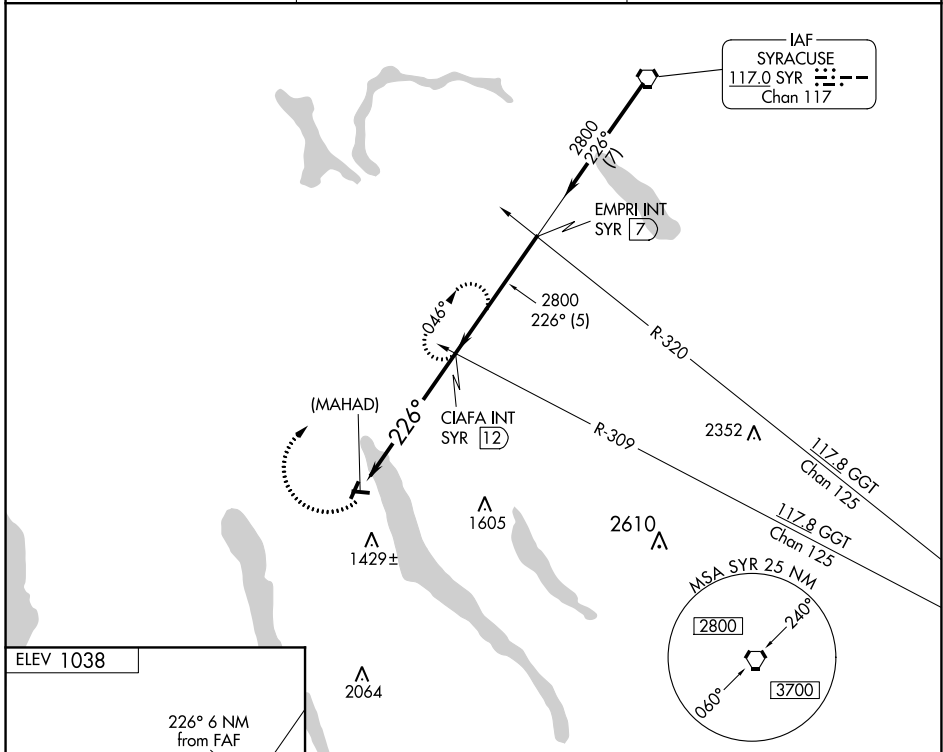 IAF
SYRACUSE
117.0 SYR
Chan 117
2800
226°
(7)
EMPRI INT
SYR 7
2800
226° (5)
046°
R-320
(MAHAD)
226°
CIAFA INT
SYR 12
R-309
2352
117.8 GGT
Chan 125
117.8 GGT
Chan 125
1605
2610
1429±
MSA SYR 25 NM
2800
240°
3700
060°
ELEV 1038
2064
226° 6 NM
from FAF